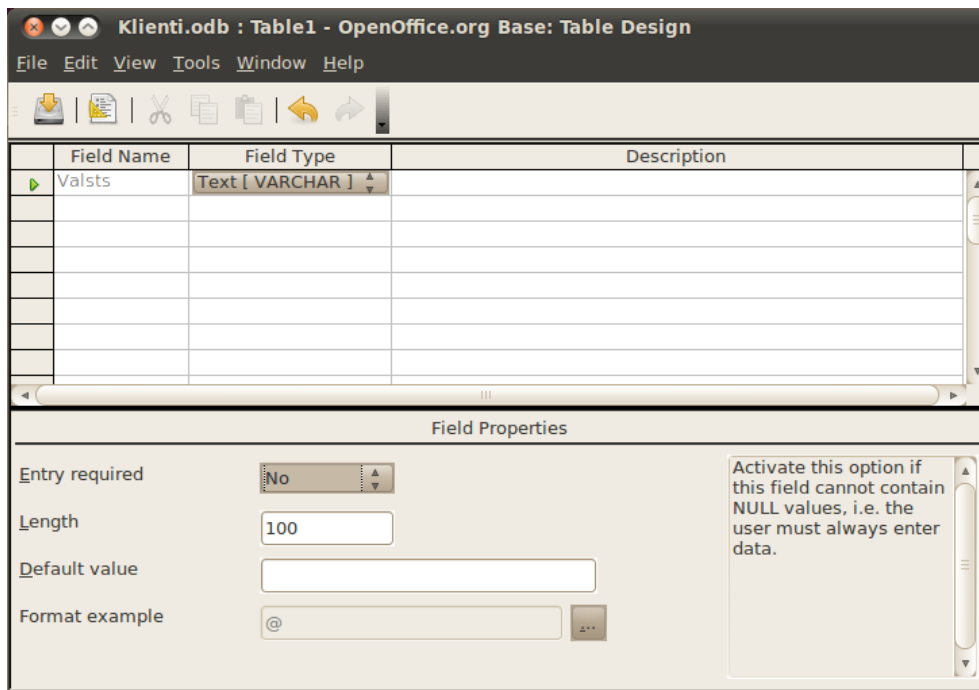 Klienti.odb : Table1 - OpenOffice.org Base: Table Design
File Edit View Tools Window Help
Field Name Field Type Description
Valsts Text [ VARCHAR ]
Field Properties
Entry required No
Length 100
Default value
Format example @ ...
Activate this option if
this field cannot contain
NULL values, i.e. the
user must always enter
data.